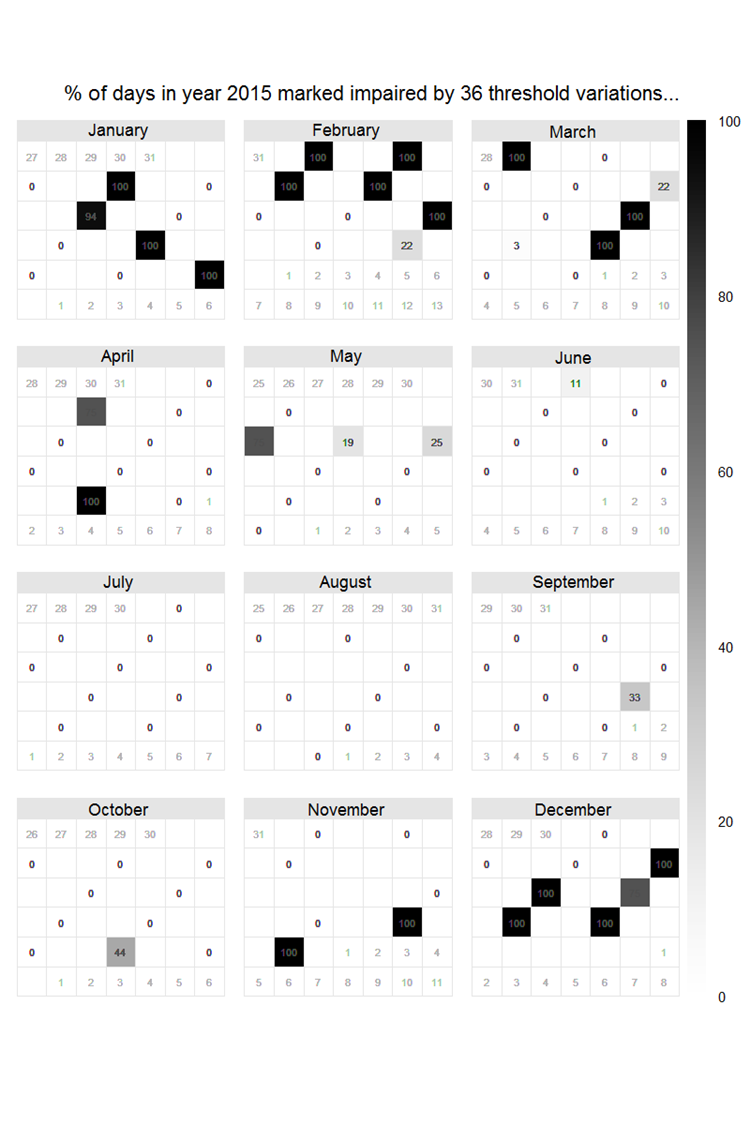 % of days in year 2015 marked impaired by 36 threshold variations...
January February March
27 28 29 30 31 31 100 100 28 100 0
0 100 0 100 100 0 0 22
94 0 0 0 100 0 100
0 100 0 22 3 100
0 0 100 1 2 3 4 5 6 0 0 1 2 3
1 2 3 4 5 6 7 8 9 10 11 12 13 4 5 6 7 8 9 10
April May June
28 29 30 31 0 25 26 27 28 29 30 30 31 11 0
0 0 0 0
0 0 19 25 0 0
0 0 0 0 0 0 0 0
100 0 1 0 0 1 2 3
2 3 4 5 6 7 8 0 1 2 3 4 5 4 5 6 7 8 9 10
July August September
27 28 29 30 0 25 26 27 28 29 30 31 29 30 31
0 0 0 0 0 0
0 0 0 0 0 0 0
0 0 0 0 0 33
0 0 0 0 0 0 0 1 2
1 2 3 4 5 6 7 0 1 2 3 4 3 4 5 6 7 8 9
October November December
26 27 28 29 30 31 0 0 28 29 30 0
0 0 0 0 0 0 100
0 0 0 100
0 0 0 100 100 100
0 44 0 100 1 2 3 4 1
1 2 3 4 5 6 5 6 7 8 9 10 11 2 3 4 5 6 7 8
100
80
60
40
20
0